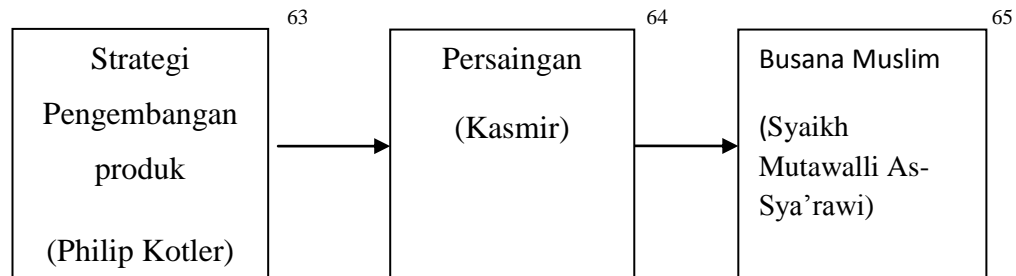 63
Strategi
Pengembangan
produk
(Philip Kotler)
64
Persaingan
(Kasmir)
65
Busana Muslim
(Syaikh
Mutawalli As-
Sya’rawi)